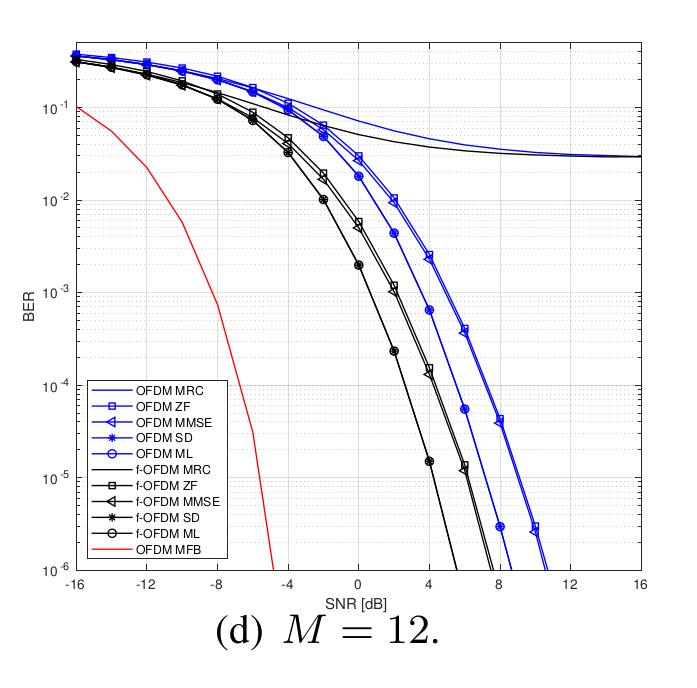 10^-1
10^-2
10^-3
10^-4
10^-5
10^-6
BER
OFDM MRC
OFDM ZF
OFDM MMSE
OFDM SD
OFDM ML
f-OFDM MRC
f-OFDM ZF
f-OFDM MMSE
f-OFDM SD
f-OFDM ML
OFDM MFB
-16 -12 -8 -4 0 4 8 12 16
SNR [dB]
(d) M = 12.